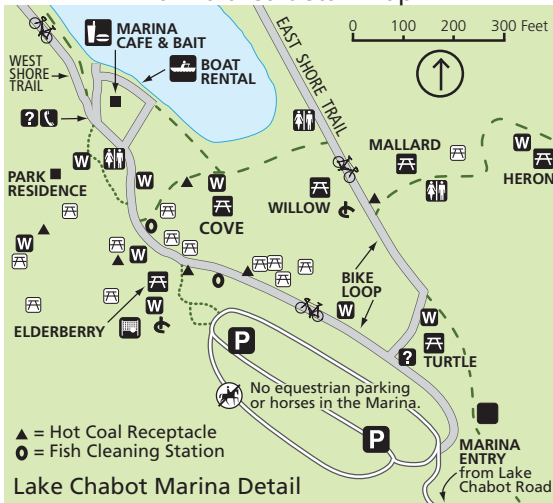 MARINA
CAFE & BAIT
BOAT
RENTAL
WEST
SHORE
TRAIL
EAST SHORE TRAIL
0 100 200 300 Feet
? 
W
PARK
RESIDENCE
W
W
COVE
WILLOW
MALLARD
W
HERON
W
W
ELDERBERRY
W
BIKE
LOOP
W
W
?
TURTLE
P
No equestrian parking
or horses in the Marina.
P
▲ = Hot Coal Receptacle
= Fish Cleaning Station
Lake Chabot Marina Detail
MARINA
ENTRY
from Lake
Chabot Road